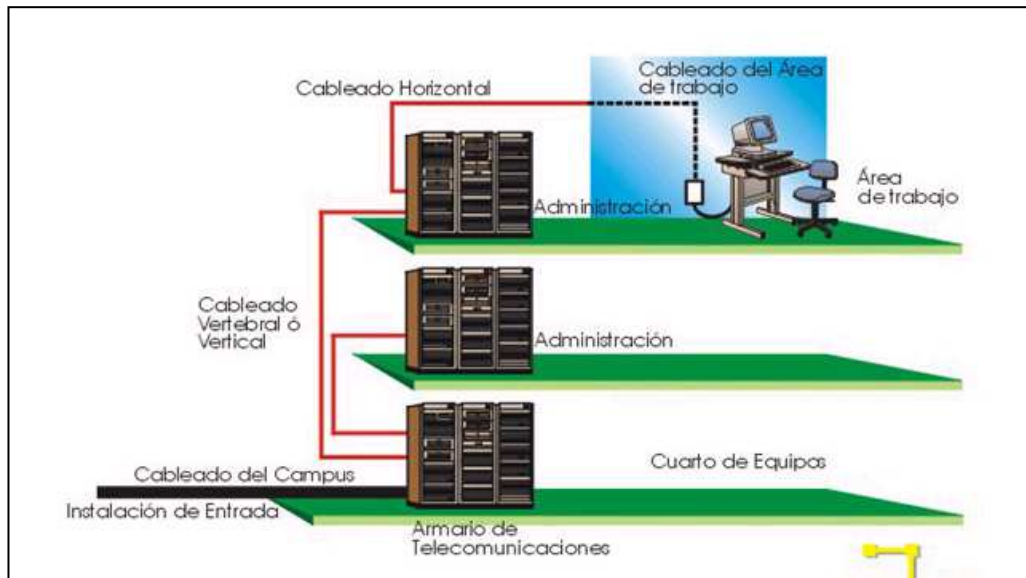 Cableado Horizontal
Cableado del Área
de trabajo
Administración
Área
de trabajo
Cableado
Vertebral ó
Vertical
Administración
Cableado del Campus
Cuarto de Equipos
Instalación de Entrada
Armario de
Telecomunicaciones